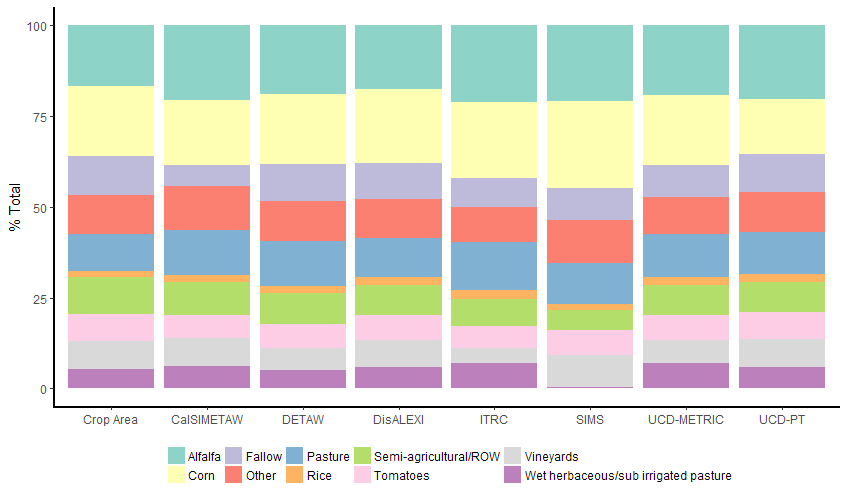 100
75
50
25
0
% Total
Crop Area CalSIMETAW DETAW DisALEXI ITRC SIMS UCD-METRIC UCD-PT
Alfalfa Fallow Pasture Semi-agricultural/ROW Vineyards
Corn Other Rice Tomatoes Wet herbaceous/sub irrigated pasture